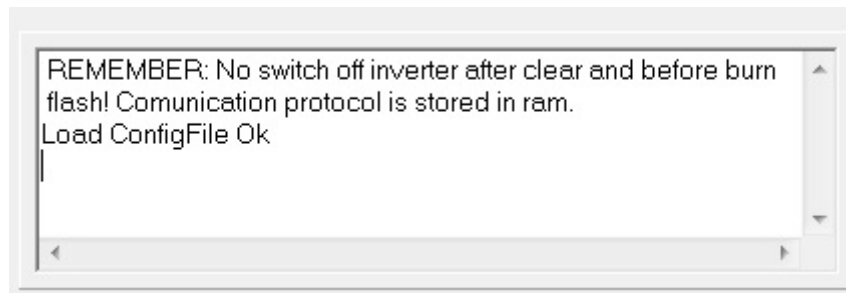 REMEMBER: No switch off inverter after clear and before burn
flash! Comunication protocol is stored in ram.
Load ConfigFile Ok